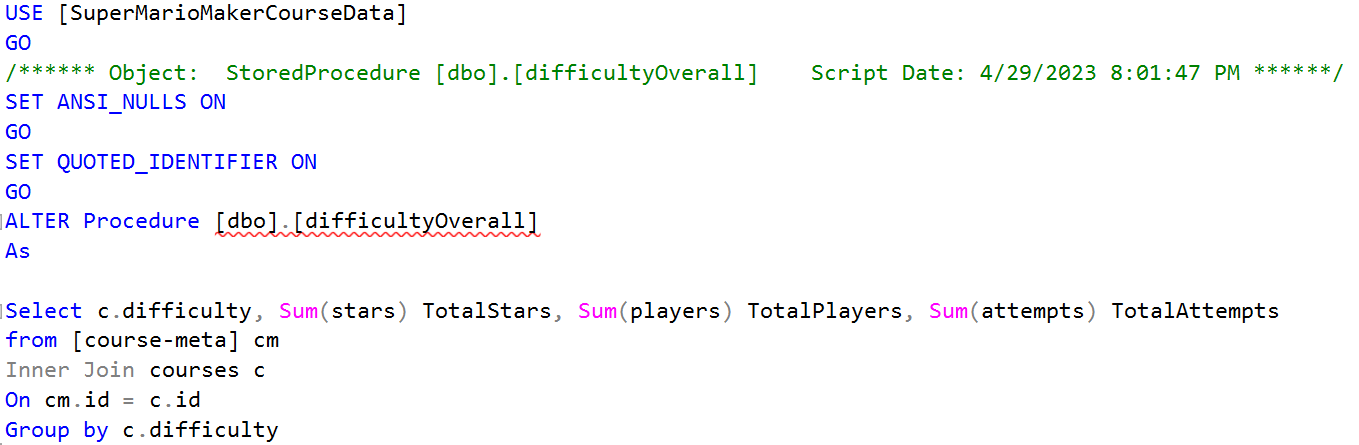 USE [SuperMarioMakerCourseData]
GO
/****** Object:  StoredProcedure [dbo].[difficultyOverall]    Script Date: 4/29/2023 8:01:47 PM ******/
SET ANSI_NULLS ON
GO
SET QUOTED_IDENTIFIER ON
GO
ALTER Procedure [dbo].[difficultyOverall]
As
Select c.difficulty, Sum(stars) TotalStars, Sum(players) TotalPlayers, Sum(attempts) TotalAttempts
from [course-meta] cm
Inner Join courses c
On cm.id = c.id
Group by c.difficulty